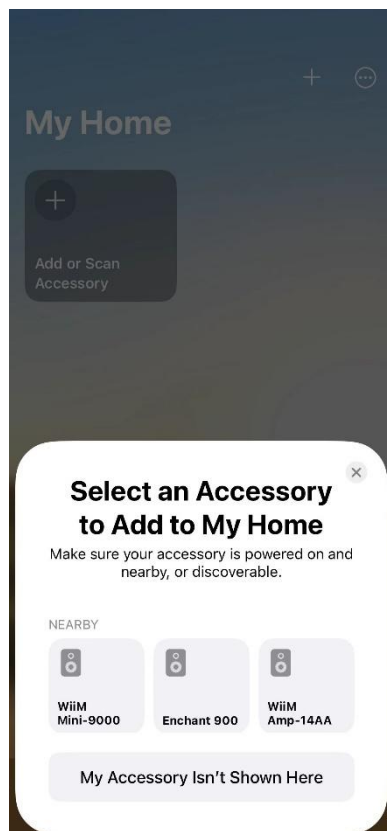 My Home
Add or Scan
Accessory
Select an Accessory
to Add to My Home
Make sure your accessory is powered on and
nearby, or discoverable.
NEARBY
WiiM
Mini-9000
Enchant 900
WiiM
Amp-14AA
My Accessory Isn’t Shown Here